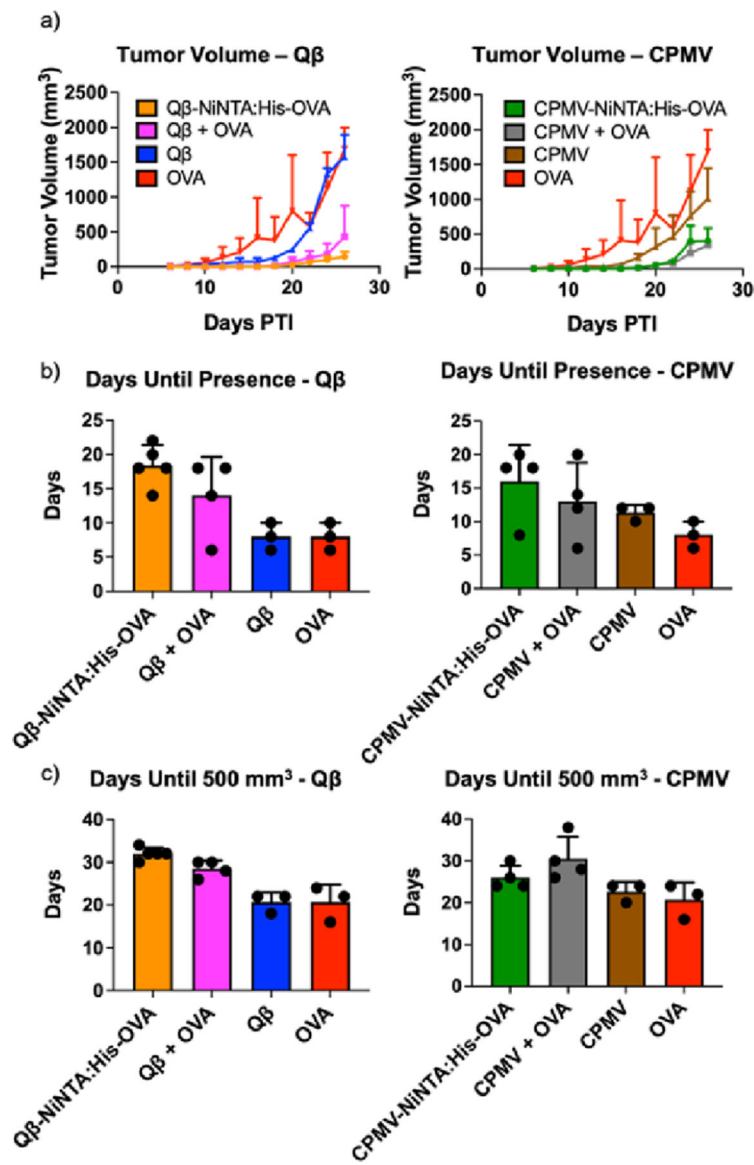 a)
Tumor Volume – Qβ
Tumor Volume – CPMV
Tumor Volume (mm³)
2500
2000
1500
1000
500
0
Qβ-NiNTA:His-OVA
Qβ + OVA
Qβ
OVA
0
10
20
30
Days PTI
Tumor Volume (mm³)
2500
2000
1500
1000
500
0
CPMV-NiNTA:His-OVA
CPMV + OVA
CPMV
OVA
0
10
20
30
Days PTI
b)
Days Until Presence - Qβ
Days Until Presence - CPMV
Days
25
20
15
10
5
0
Qβ-NiNTA:His-OVA
Qβ + OVA
Qβ
OVA
Days
25
20
15
10
5
0
CPMV-NiNTA:His-OVA
CPMV + OVA
CPMV
OVA
c)
Days Until 500 mm³ - Qβ
Days Until 500 mm³ - CPMV
Days
40
30
20
10
0
Qβ-NiNTA:His-OVA
Qβ + OVA
Qβ
OVA
Days
40
30
20
10
0
CPMV-NiNTA:His-OVA
CPMV + OVA
CPMV
OVA